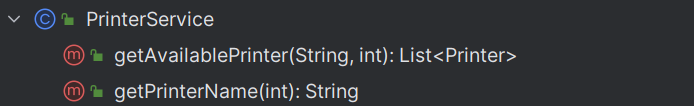 PrinterService
getAvailablePrinter(String, int): List<Printer>
getPrinterName(int): String